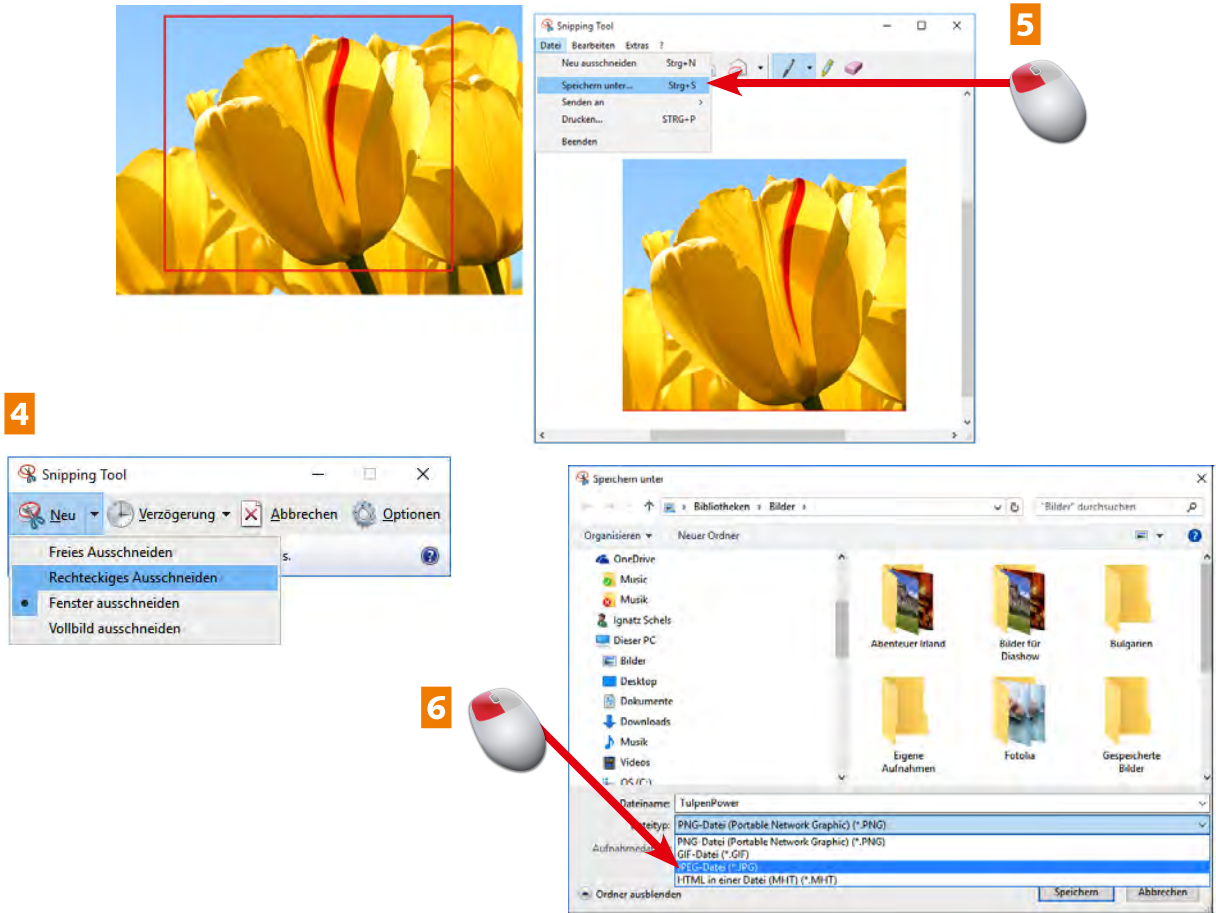 5
Snipping Tool
Datei Bearbeiten Extras ?
Neu ausschneiden Strg+N
Speichern unter... Strg+S
Senden an
Drucken... STRG+P
Beenden
4
Snipping Tool
Neu Verzögerung Abbrechen Optionen
Freies Ausschneiden
s.
Rechteckiges Ausschneiden
Fenster ausschneiden
Vollbild ausschneiden
6
Speichern unter
Bibliotheken Bilder
"Bilder" durchsuchen
Organisieren Neuer Ordner
OneDrive
Music
Musik
Ignatz Schels
Dieser PC
Bilder
Desktop
Dokumente
Downloads
Musik
Videos
OS (C:)
Abenteuer Irland
Bilder für Diashow
Bulgarien
Eigene Aufnahmen
Fotolia
Gespeicherte Bilder
Dateiname: TulpenPower
PNG-Datei (Portable Network Graphic) (*.PNG)
PNG-Datei (Portable Network Graphic) (*.PNG)
GIF-Datei (*.GIF)
JPEG-Datei (*.JPG)
HTML in einer Datei (MHT) (*.MHT)
Ordner ausblenden
Speichern Abbrechen